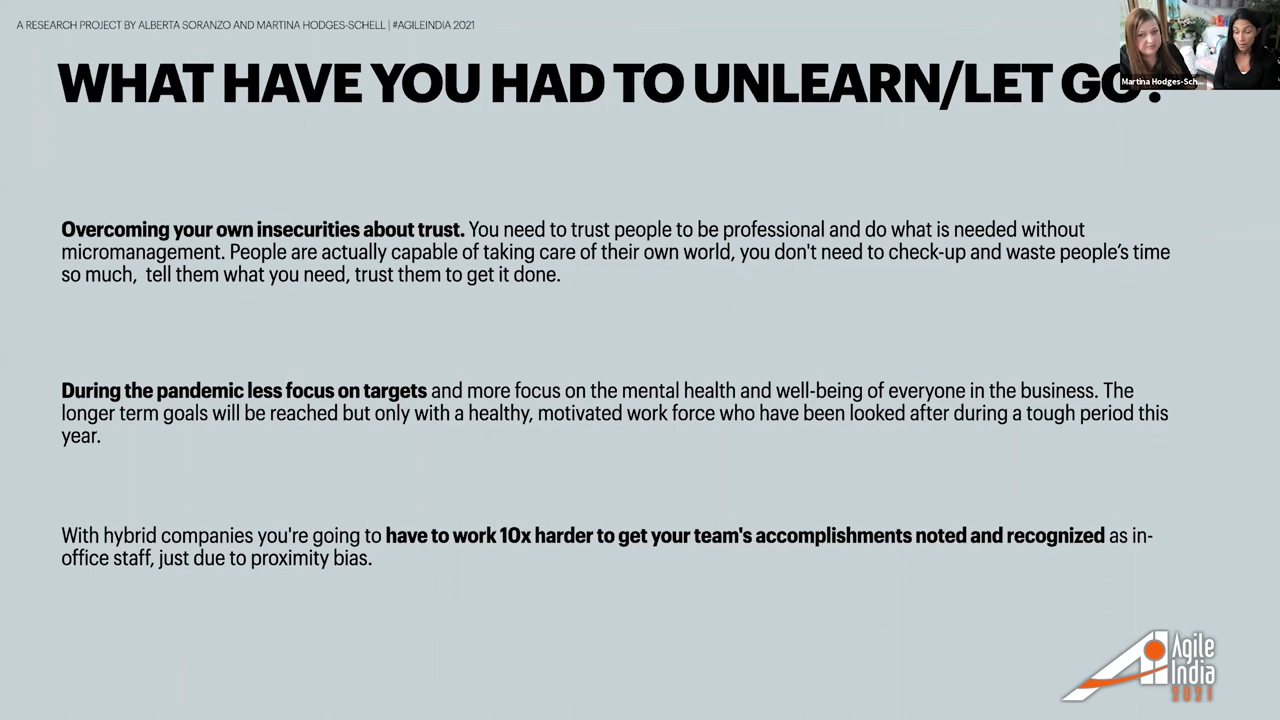 A RESEARCH PROJECT BY ALBERTA SORANZO AND MARTINA HODGES-SCHELL | #AGILEINDIA 2021
WHAT HAVE YOU HAD TO UNLEARN/LET GO?
Martina Hodges-Sch...
Overcoming your own insecurities about trust. You need to trust people to be professional and do what is needed without
micromanagement. People are actually capable of taking care of their own world, you don't need to check-up and waste people’s time
so much, tell them what you need, trust them to get it done.
During the pandemic less focus on targets and more focus on the mental health and well-being of everyone in the business. The
longer term goals will be reached but only with a healthy, motivated work force who have been looked after during a tough period this
year.
With hybrid companies you're going to have to work 10x harder to get your team's accomplishments noted and recognized as in-
office staff, just due to proximity bias.
Agile
India
2021